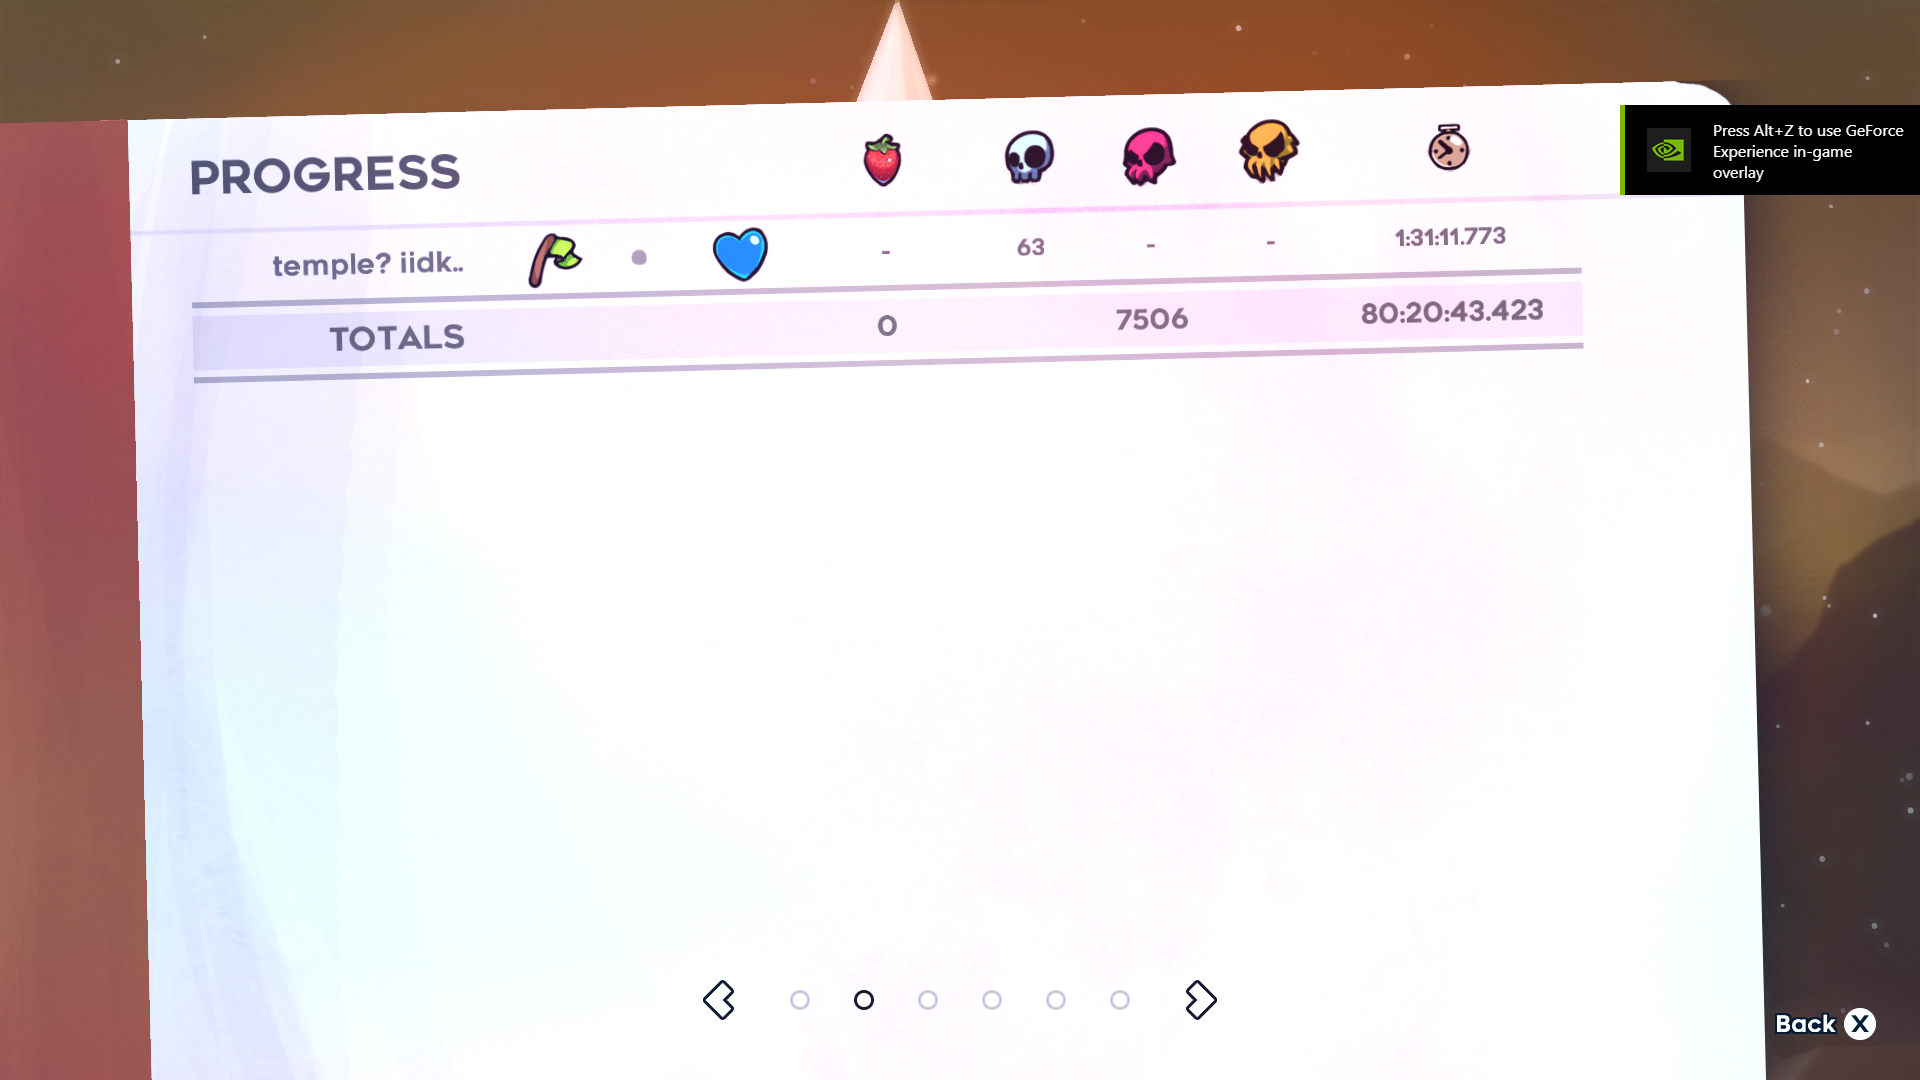 PROGRESS
temple? iidk.. - 63 - - 1:31:11.773
TOTALS 0 7506 80:20:43.423
Press Alt+Z to use GeForce
Experience in-game
overlay
Back X